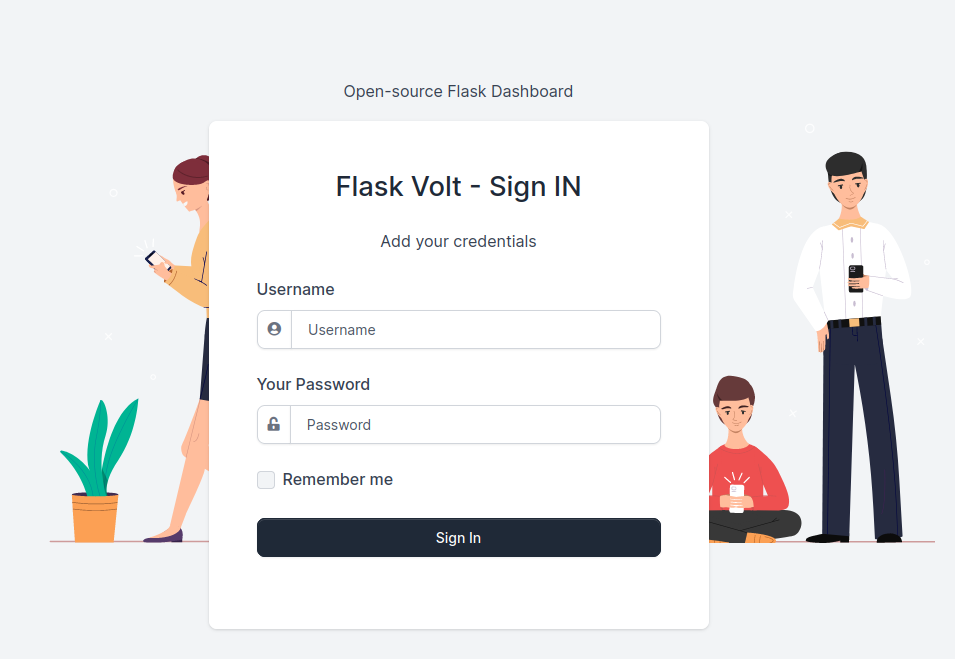 Open-source Flask Dashboard
Flask Volt - Sign IN
Add your credentials
Username
Username
Your Password
Password
Remember me
Sign In